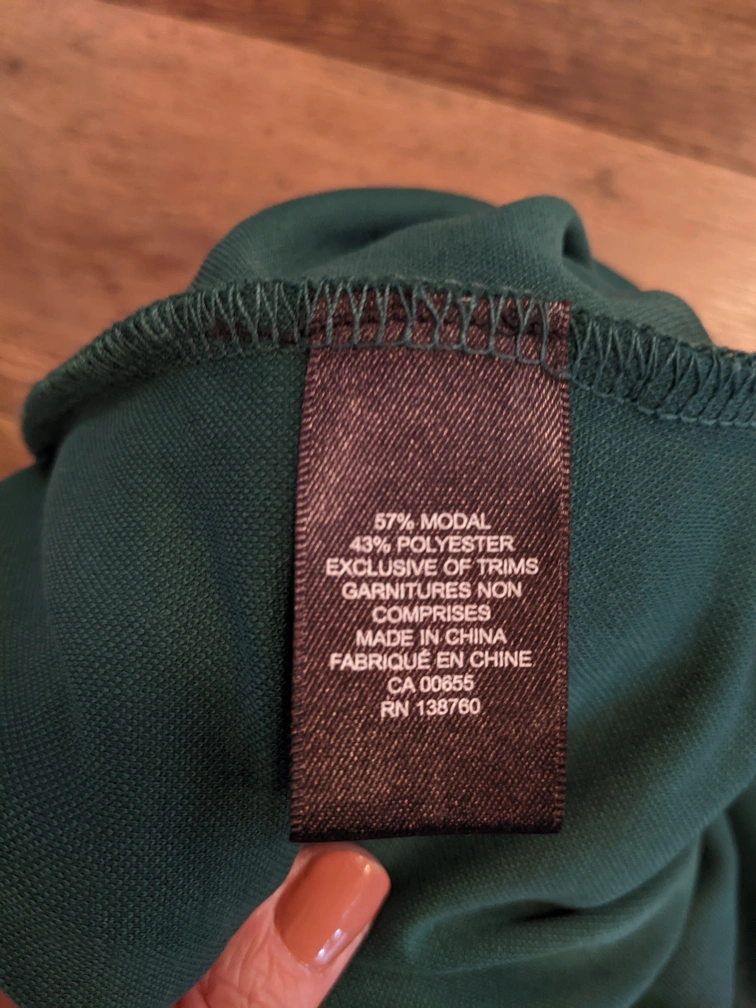 57% MODAL
43% POLYESTER
EXCLUSIVE OF TRIMS
GARNITURES NON
COMPRISES
MADE IN CHINA
FABRIQUÉ EN CHINE
CA 00655
RN 138760